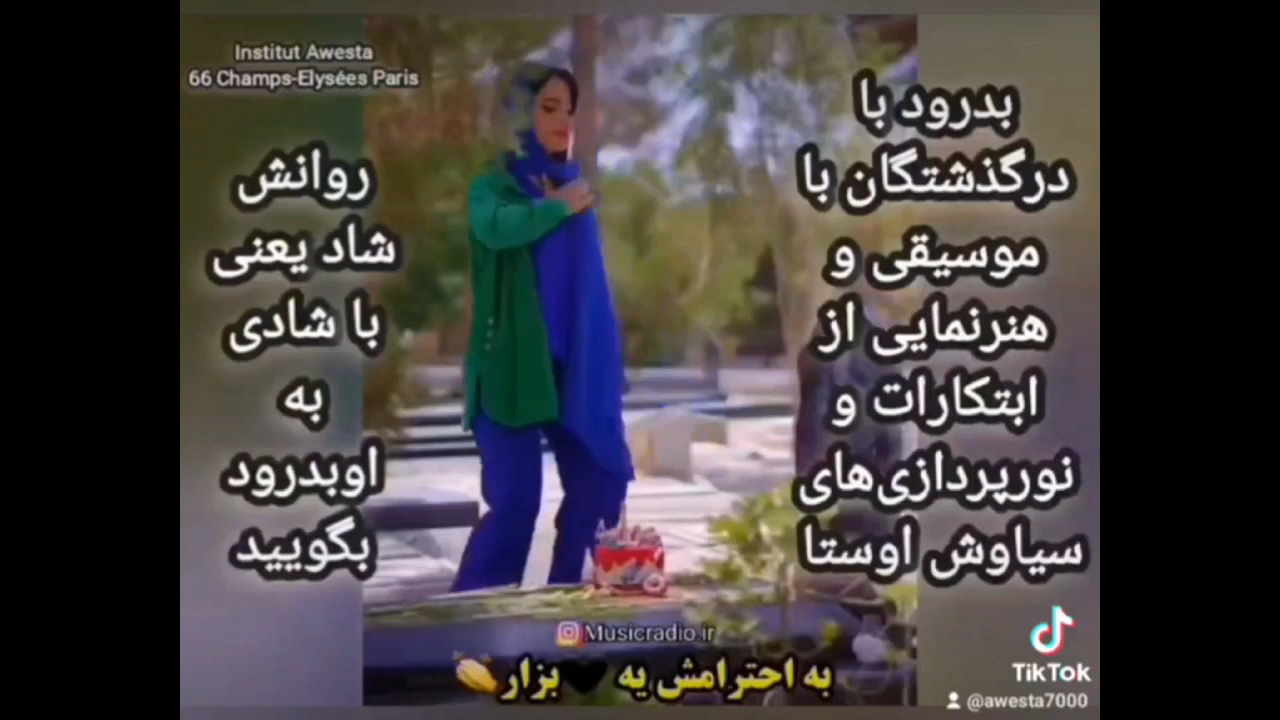 Institut Awesta
66 Champs-Elysées Paris
بدرود با
درگذشتگان با
موسیقی و
هنرنمایی از
ابتکارات و
نورپردازی‌های
سیاوش اوستا
روانش
شاد یعنی
با شادی
به
اوبدرود
بگویید
Musicradio.ir
به احترامش یه 🖤 بزار 👏
TikTok
@awesta7000